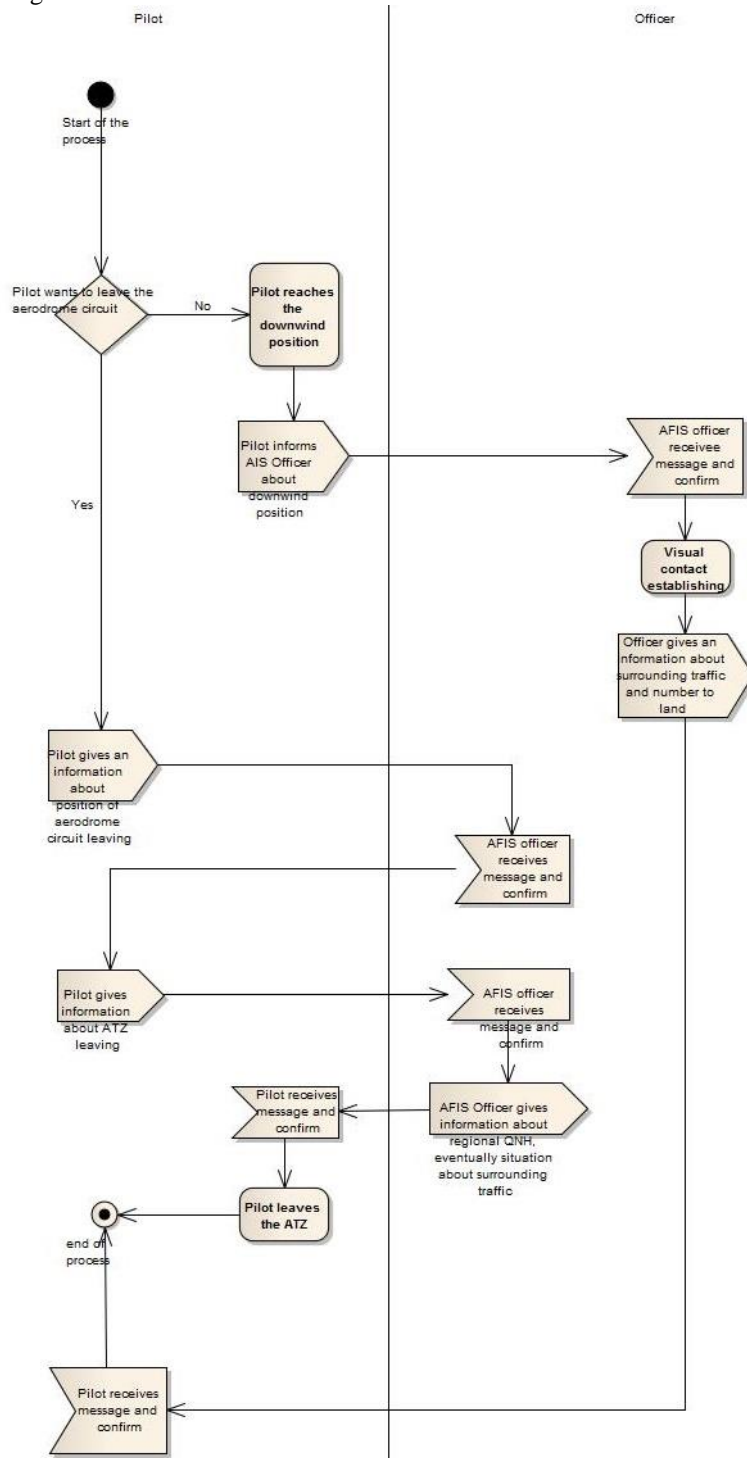 Pilot
Officer
Start of the
process
Pilot wants to leave the
aerodrome circuit
No
Pilot reaches
the
downwind
position
Pilot informs
AIS Officer
about
downwind
position
AFIS officer
receivee
message and
confirm
Yes
Visual
contact
establishing
Officer gives an
nformation about
surrounding traffic
and number to
land
Pilot gives an
information
about
position of
aerodrome
circuit leaving
AFIS officer
receives
message and
confirm
Pilot gives
information
about ATZ
leaving
AFIS officer
receives
message and
confirm
Pilot receives
message and
confirm
AFIS Officer gives
information about
regional QNH,
eventually situation
about surrounding
traffic
Pilot leaves
the ATZ
end of
process
Pilot receives
message and
confirm